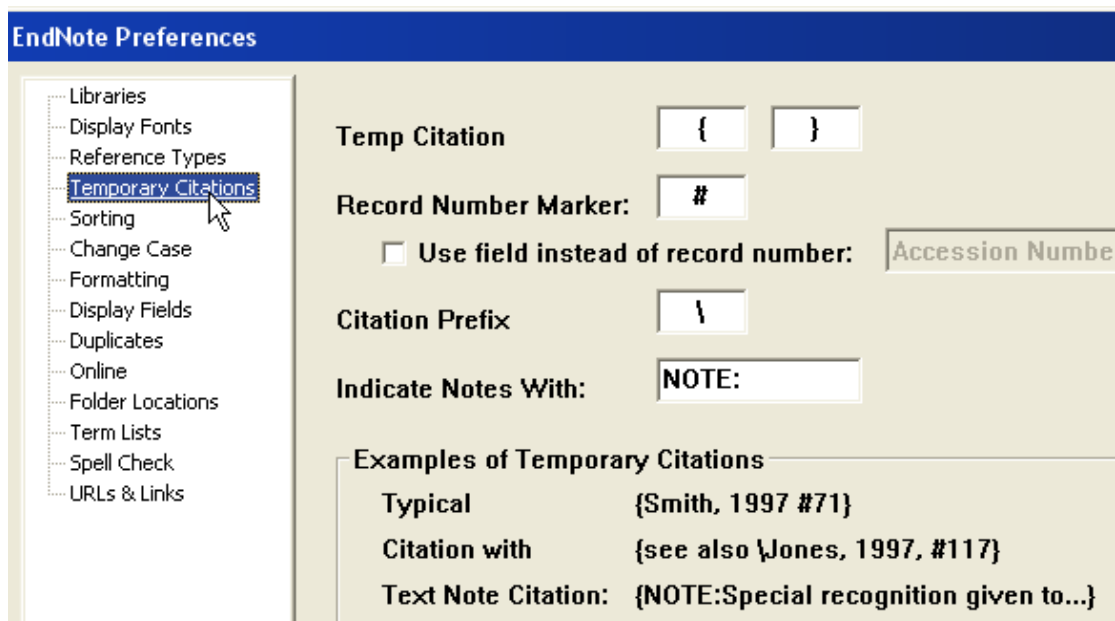 EndNote Preferences
Libraries
Display Fonts
Reference Types
Temporary Citations
Sorting
Change Case
Formatting
Display Fields
Duplicates
Online
Folder Locations
Term Lists
Spell Check
URLs & Links
Temp Citation { }
Record Number Marker: #
Use field instead of record number: Accession Numbe
Citation Prefix \
Indicate Notes With: NOTE:
Examples of Temporary Citations
Typical {Smith, 1997 #71}
Citation with {see also \Jones, 1997, #117}
Text Note Citation: {NOTE:Special recognition given to...}